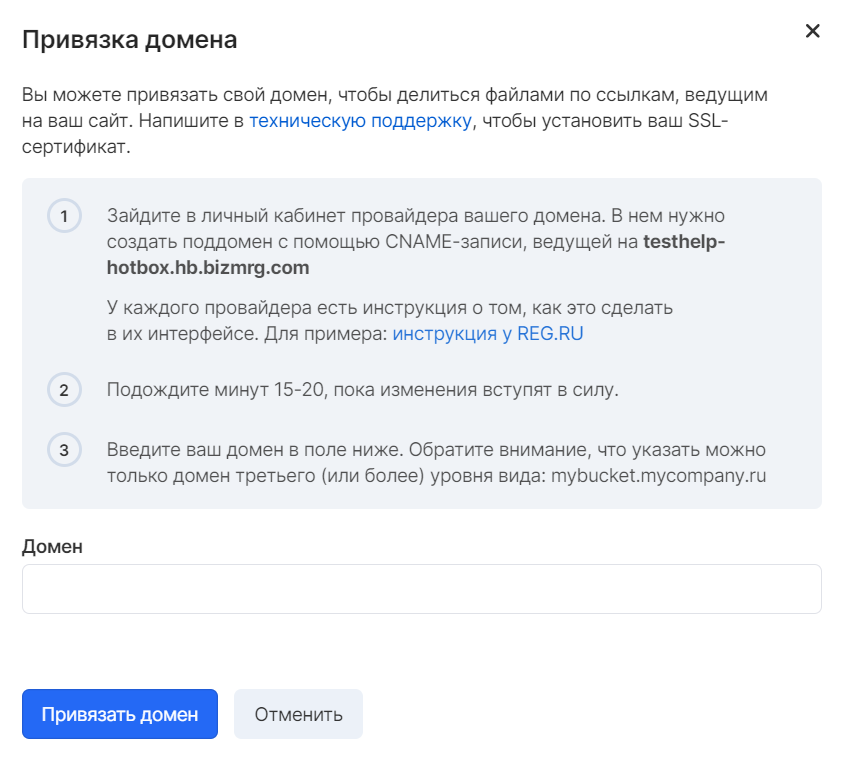 Привязка домена
Вы можете привязать свой домен, чтобы делиться файлами по ссылкам, ведущим
на ваш сайт. Напишите в техническую поддержку, чтобы установить ваш SSL-
сертификат.
1
Зайдите в личный кабинет провайдера вашего домена. В нем нужно
создать поддомен с помощью CNAME-записи, ведущей на testhelp-
hotbox.hb.bizmrg.com
У каждого провайдера есть инструкция о том, как это сделать
в их интерфейсе. Для примера: инструкция у REG.RU
2
Подождите минут 15-20, пока изменения вступят в силу.
3
Введите ваш домен в поле ниже. Обратите внимание, что указать можно
только домен третьего (или более) уровня вида: mybucket.mycompany.ru
Домен
Привязать домен
Отменить